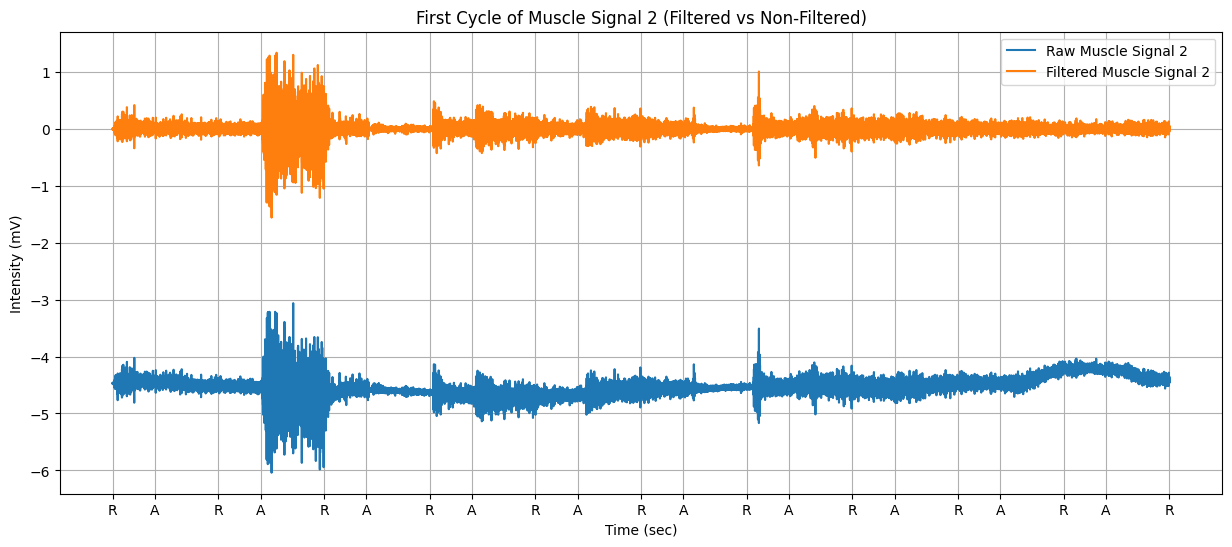 First Cycle of Muscle Signal 2 (Filtered vs Non-Filtered)
Raw Muscle Signal 2
Filtered Muscle Signal 2
Intensity (mV)
1
0
−1
−2
−3
−4
−5
−6
R A R A R A R A R A R A R A R A R A R A R
Time (sec)